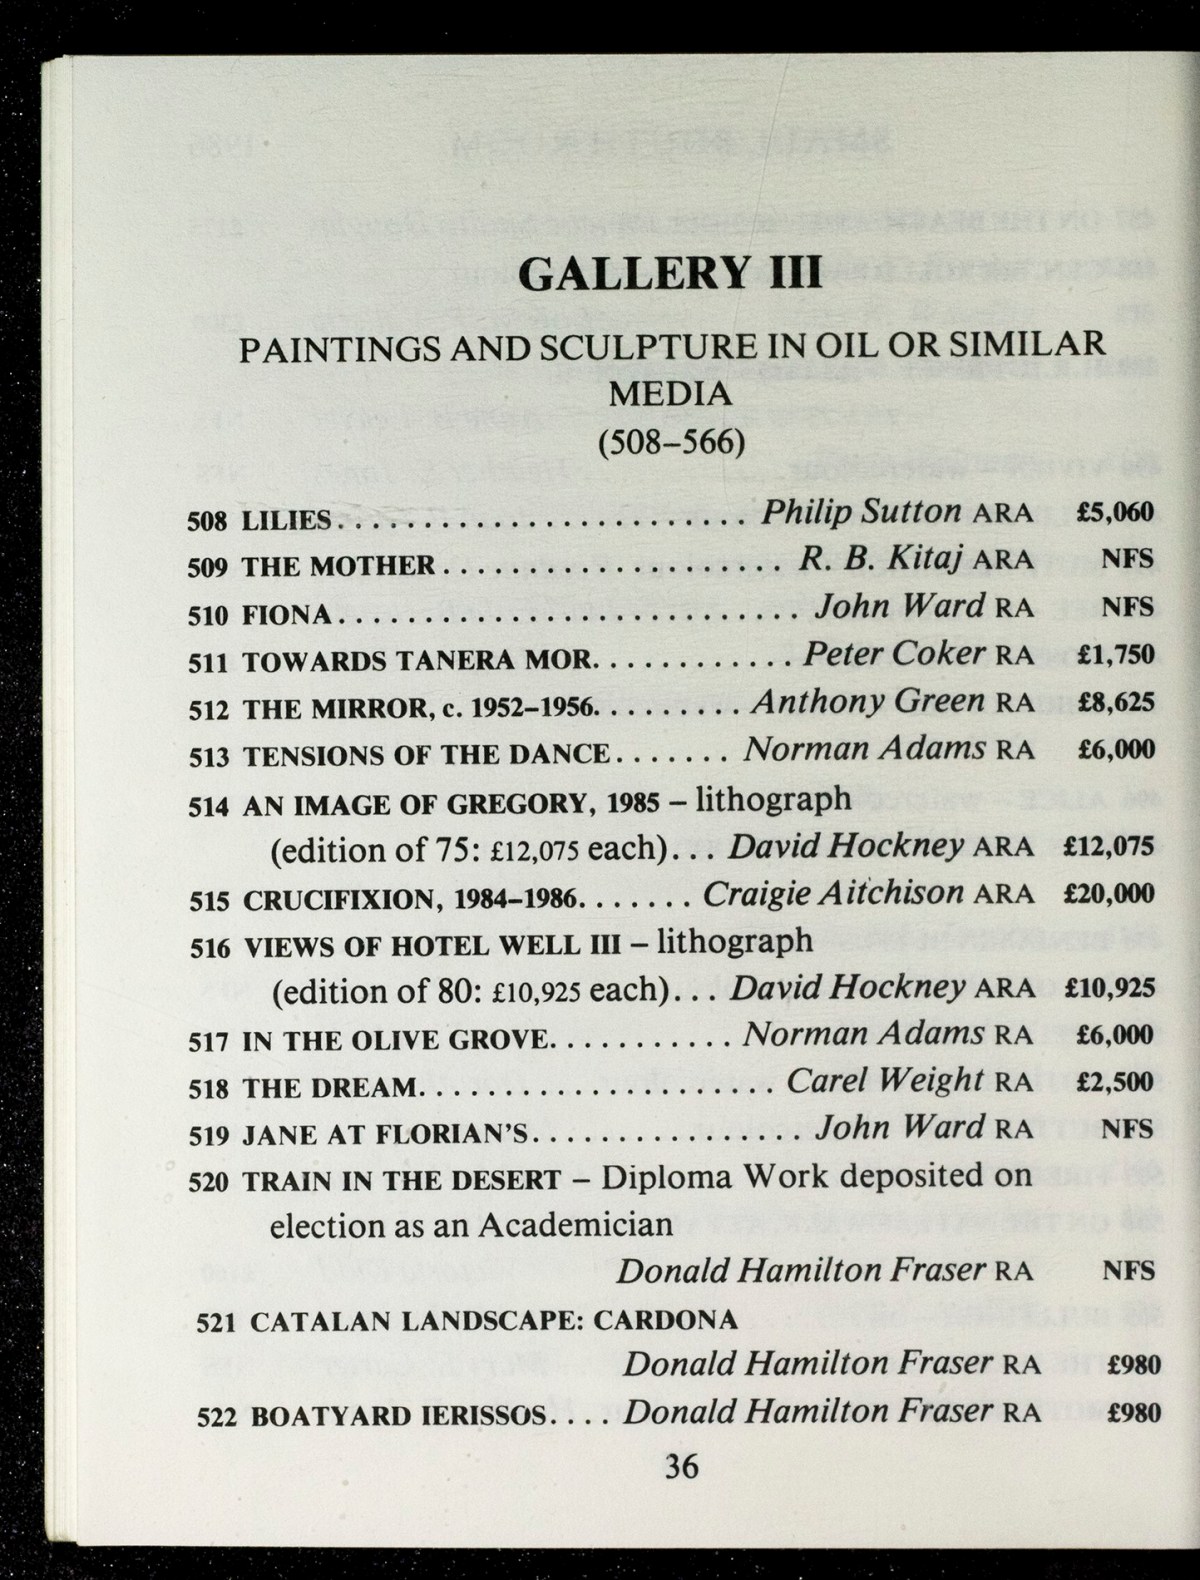 GALLERY III
PAINTINGS AND SCULPTURE IN OIL OR SIMILAR
MEDIA
(508–566)
508 LILIES........................ Philip Sutton ARA £5,060
509 THE MOTHER.................... R. B. Kitaj ARA NFS
510 FIONA........................... John Ward RA NFS
511 TOWARDS TANERA MOR............ Peter Coker RA £1,750
512 THE MIRROR, c. 1952–1956......... Anthony Green RA £8,625
513 TENSIONS OF THE DANCE....... Norman Adams RA £6,000
514 AN IMAGE OF GREGORY, 1985 – lithograph
(edition of 75: £12,075 each)... David Hockney ARA £12,075
515 CRUCIFIXION, 1984–1986....... Craigie Aitchison ARA £20,000
516 VIEWS OF HOTEL WELL III – lithograph
(edition of 80: £10,925 each)... David Hockney ARA £10,925
517 IN THE OLIVE GROVE........... Norman Adams RA £6,000
518 THE DREAM..................... Carel Weight RA £2,500
519 JANE AT FLORIAN'S................ John Ward RA NFS
520 TRAIN IN THE DESERT – Diploma Work deposited on
election as an Academician
Donald Hamilton Fraser RA NFS
521 CATALAN LANDSCAPE: CARDONA
Donald Hamilton Fraser RA £980
522 BOATYARD IERISSOS.... Donald Hamilton Fraser RA £980
36